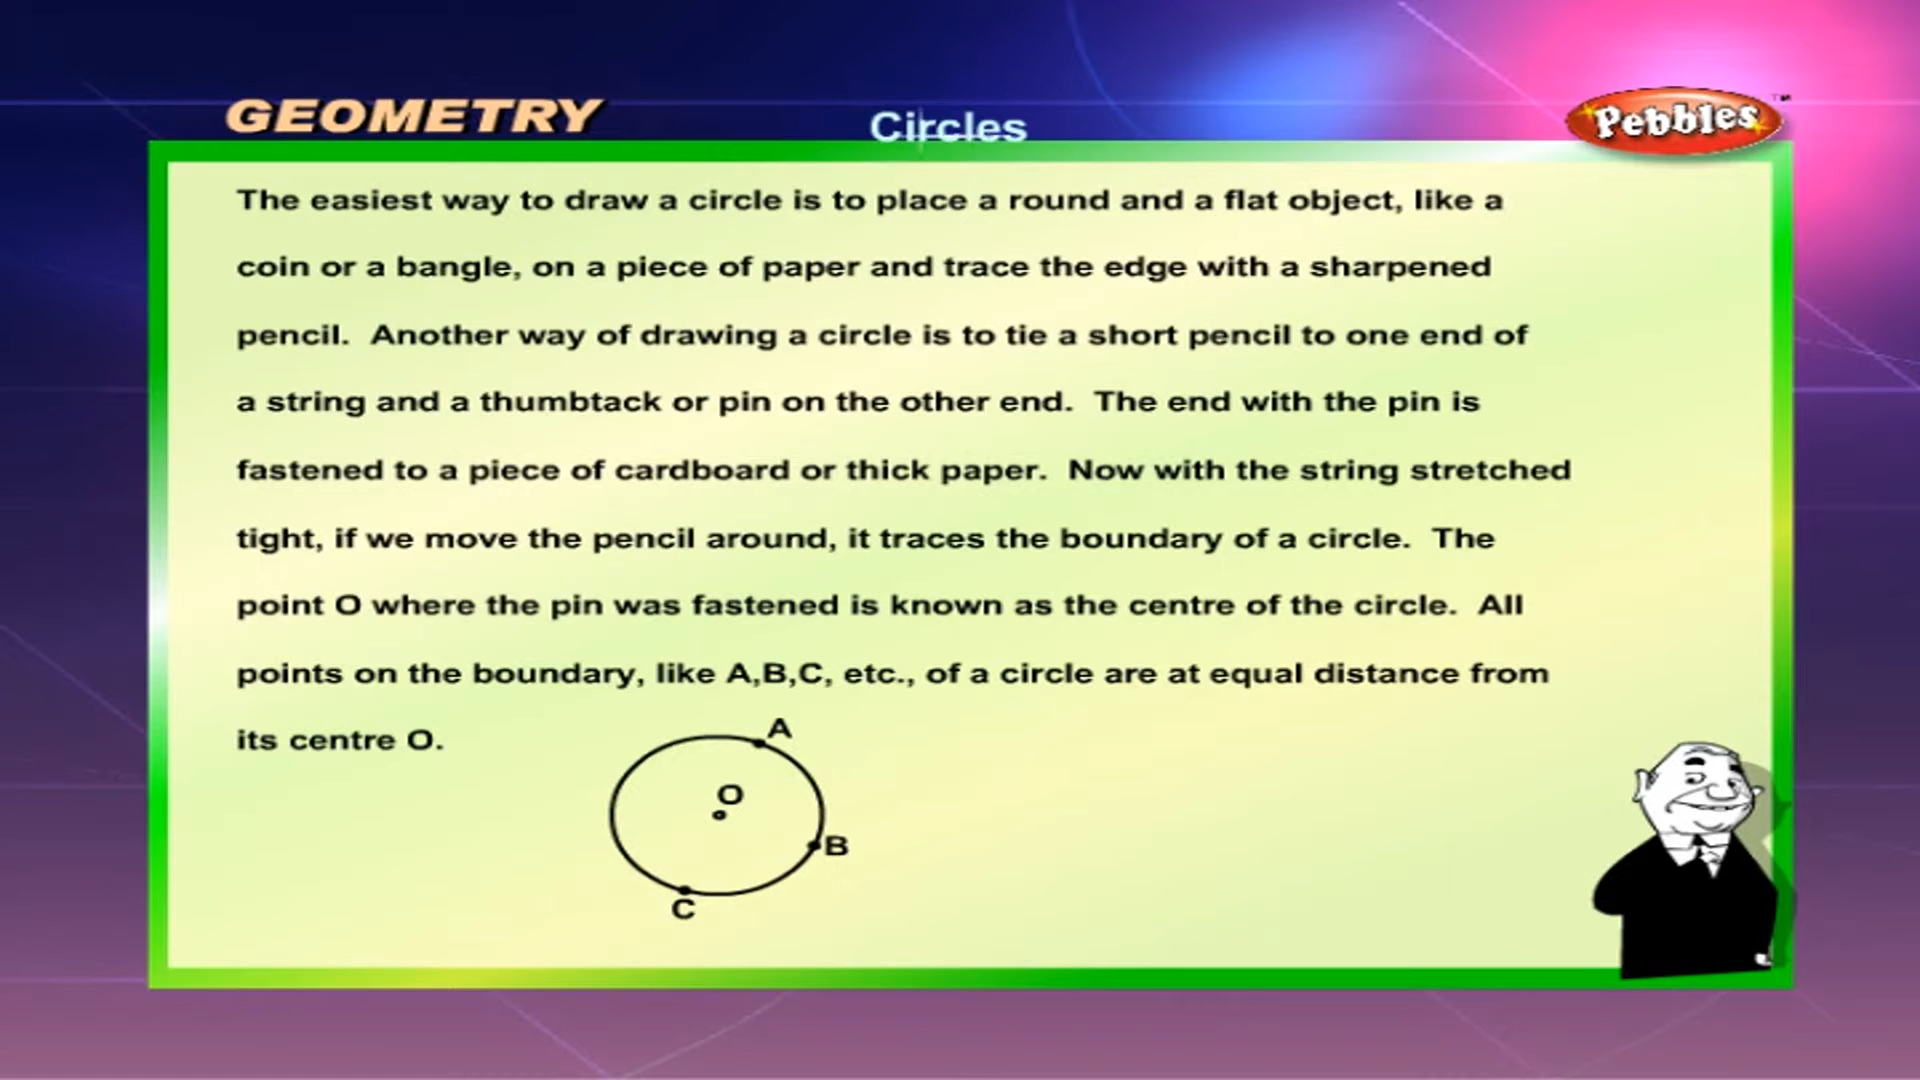 GEOMETRY
Circles
Pebbles™
The easiest way to draw a circle is to place a round and a flat object, like a
coin or a bangle, on a piece of paper and trace the edge with a sharpened
pencil. Another way of drawing a circle is to tie a short pencil to one end of
a string and a thumbtack or pin on the other end. The end with the pin is
fastened to a piece of cardboard or thick paper. Now with the string stretched
tight, if we move the pencil around, it traces the boundary of a circle. The
point O where the pin was fastened is known as the centre of the circle. All
points on the boundary, like A,B,C, etc., of a circle are at equal distance from
its centre O.
A
O
B
C